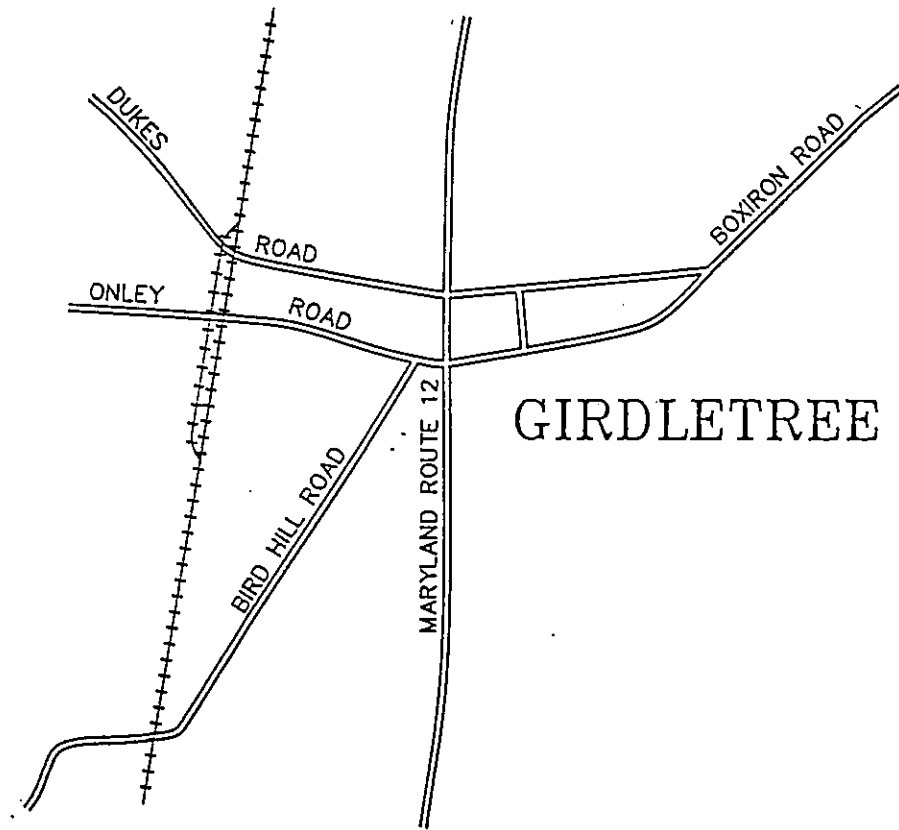 DUKES
ROAD
BOXIRON ROAD
ONLEY
ROAD
GIRDLETREE
MARYLAND ROUTE 12
BIRD HILL ROAD